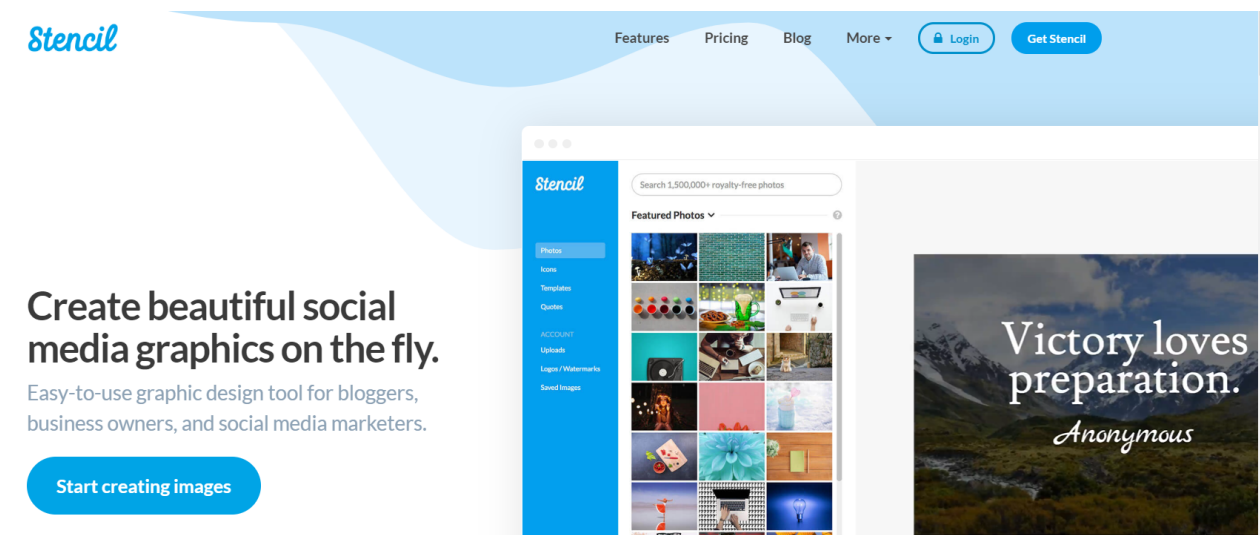 Stencil
Features
Pricing
Blog
More
Login
Get Stencil
Stencil
Search 1,500,000+ royalty-free photos
Featured Photos
?
Photos
Icons
Templates
Quotes
ACCOUNT
Uploads
Logos / Watermarks
Saved Images
Create beautiful social
media graphics on the fly.
Easy-to-use graphic design tool for bloggers,
business owners, and social media marketers.
Start creating images
Victory loves
preparation.
Anonymous